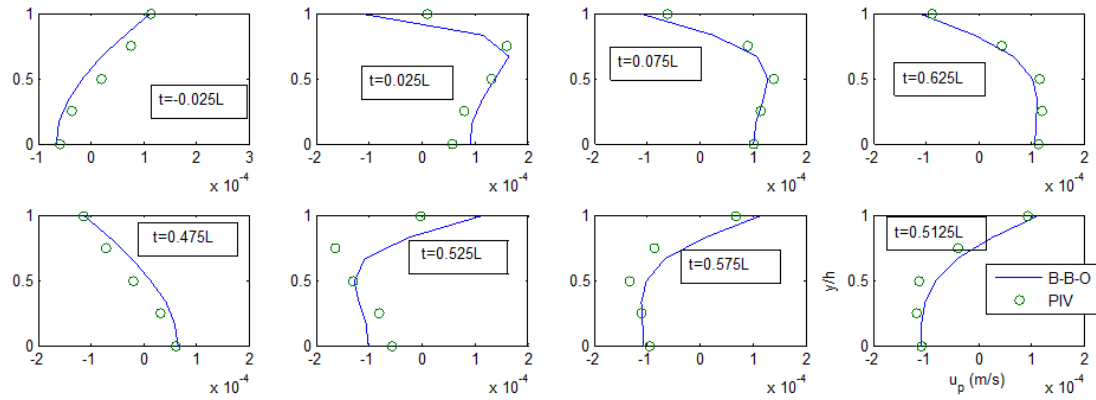 1
0.5
0
-1 0 1 2 3
x 10^-4
t=-0.025L
-2 -1 0 1 2
x 10^-4
t=0.025L
1
0.5
0
-2 -1 0 1 2
x 10^-4
t=0.075L
1
0.5
0
-2 -1 0 1 2
x 10^-4
t=0.625L
1
0.5
0
-2 -1 0 1 2
x 10^-4
t=0.475L
1
0.5
0
-2 -1 0 1 2
x 10^-4
t=0.525L
1
0.5
0
-2 -1 0 1 2
x 10^-4
t=0.575L
1
0.5
0
y/h
-2 -1 0 1 2
u_p (m/s)
x 10^-4
t=0.5125L
B-B-O
PIV
1
0.5
0